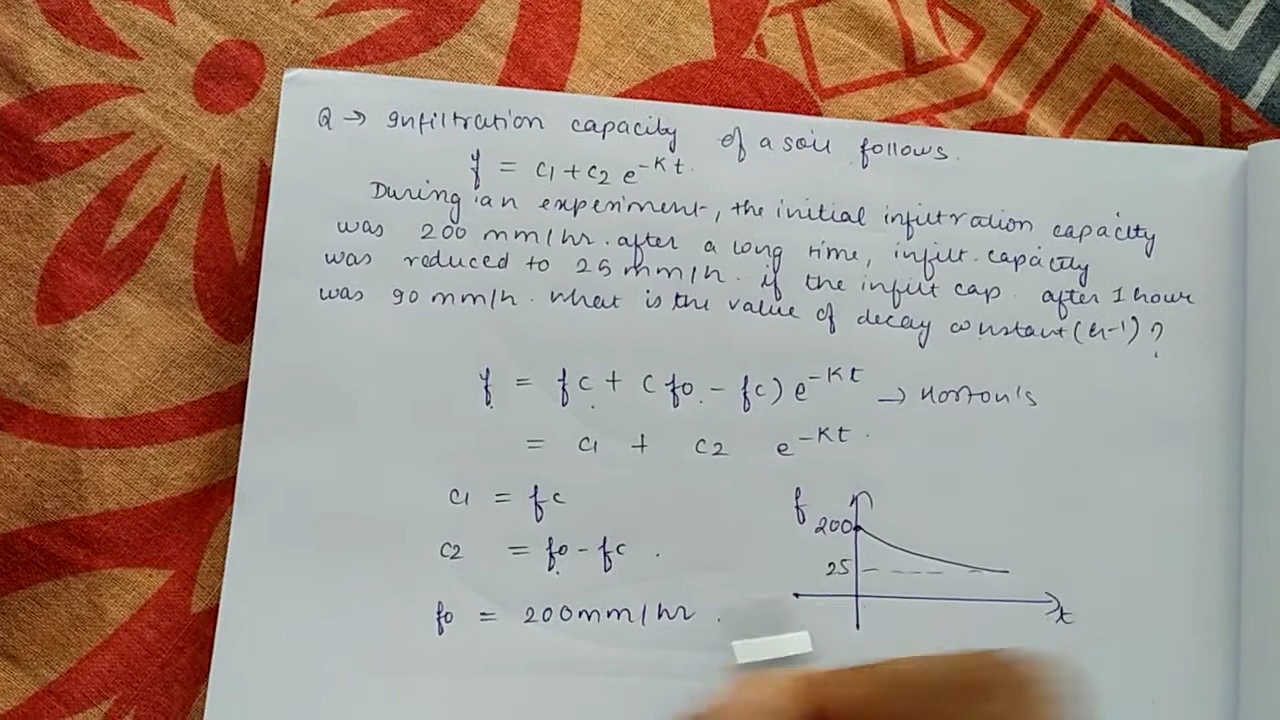 Q → Infiltration capacity of a soil follows.
f = c1 + c2 e^-Kt.
During an experiment, the initial infiltration capacity
was 200 mm/hr. after a long time, infilt. capacity
was reduced to 25 mm/h. if the infilt cap. after 1 hour
was 90 mm/h. what is the value of decay constant (h-1) ?
f = fc + (fo - fc) e^-Kt → Horton's
= c1 + c2 e^-Kt.
c1 = fc
c2 = fo - fc .
fo = 200mm/hr .
f
200
25
t